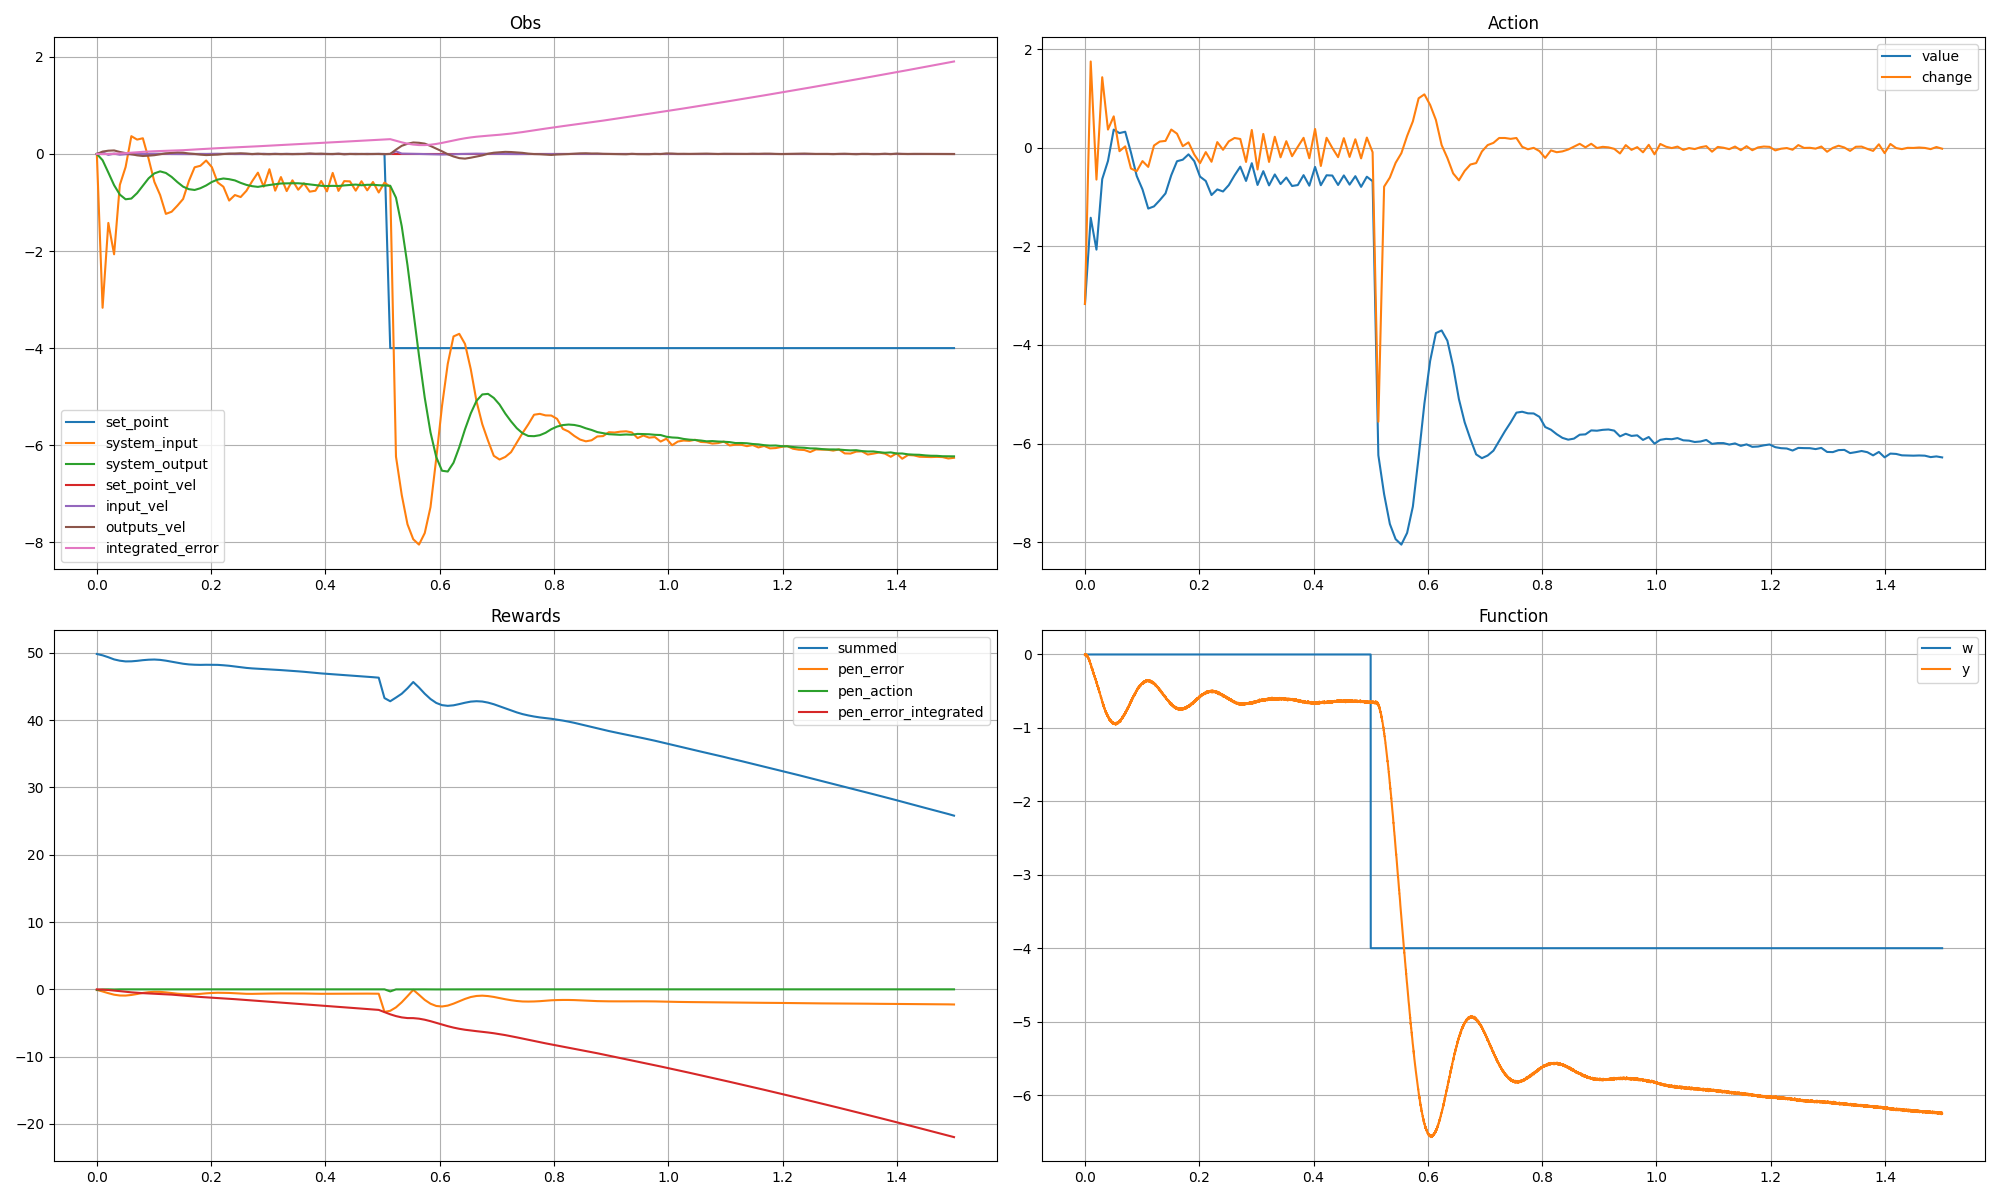 Obs
2
0
−2
−4
−6
−8
set_point
system_input
system_output
set_point_vel
input_vel
outputs_vel
integrated_error
0.0 0.2 0.4 0.6 0.8 1.0 1.2 1.4
Action
2
0
−2
−4
−6
−8
value
change
0.0 0.2 0.4 0.6 0.8 1.0 1.2 1.4
Rewards
50
40
30
20
10
0
−10
−20
summed
pen_error
pen_action
pen_error_integrated
0.0 0.2 0.4 0.6 0.8 1.0 1.2 1.4
Function
0
−1
−2
−3
−4
−5
−6
w
y
0.0 0.2 0.4 0.6 0.8 1.0 1.2 1.4